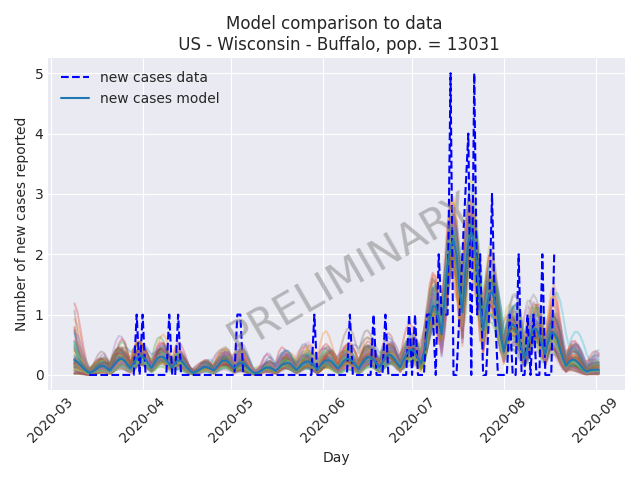 Model comparison to data
US - Wisconsin - Buffalo, pop. = 13031
new cases data
new cases model
PRELIMINARY
Number of new cases reported
5
4
3
2
1
0
2020-03
2020-04
2020-05
2020-06
2020-07
2020-08
2020-09
Day